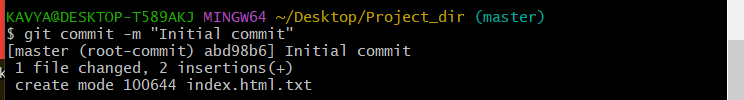 KAVYA@DESKTOP-T589AKJ MINGW64 ~/Desktop/Project_dir (master)
$ git commit -m "Initial commit"
[master (root-commit) abd98b6] Initial commit
 1 file changed, 2 insertions(+)
 create mode 100644 index.html.txt